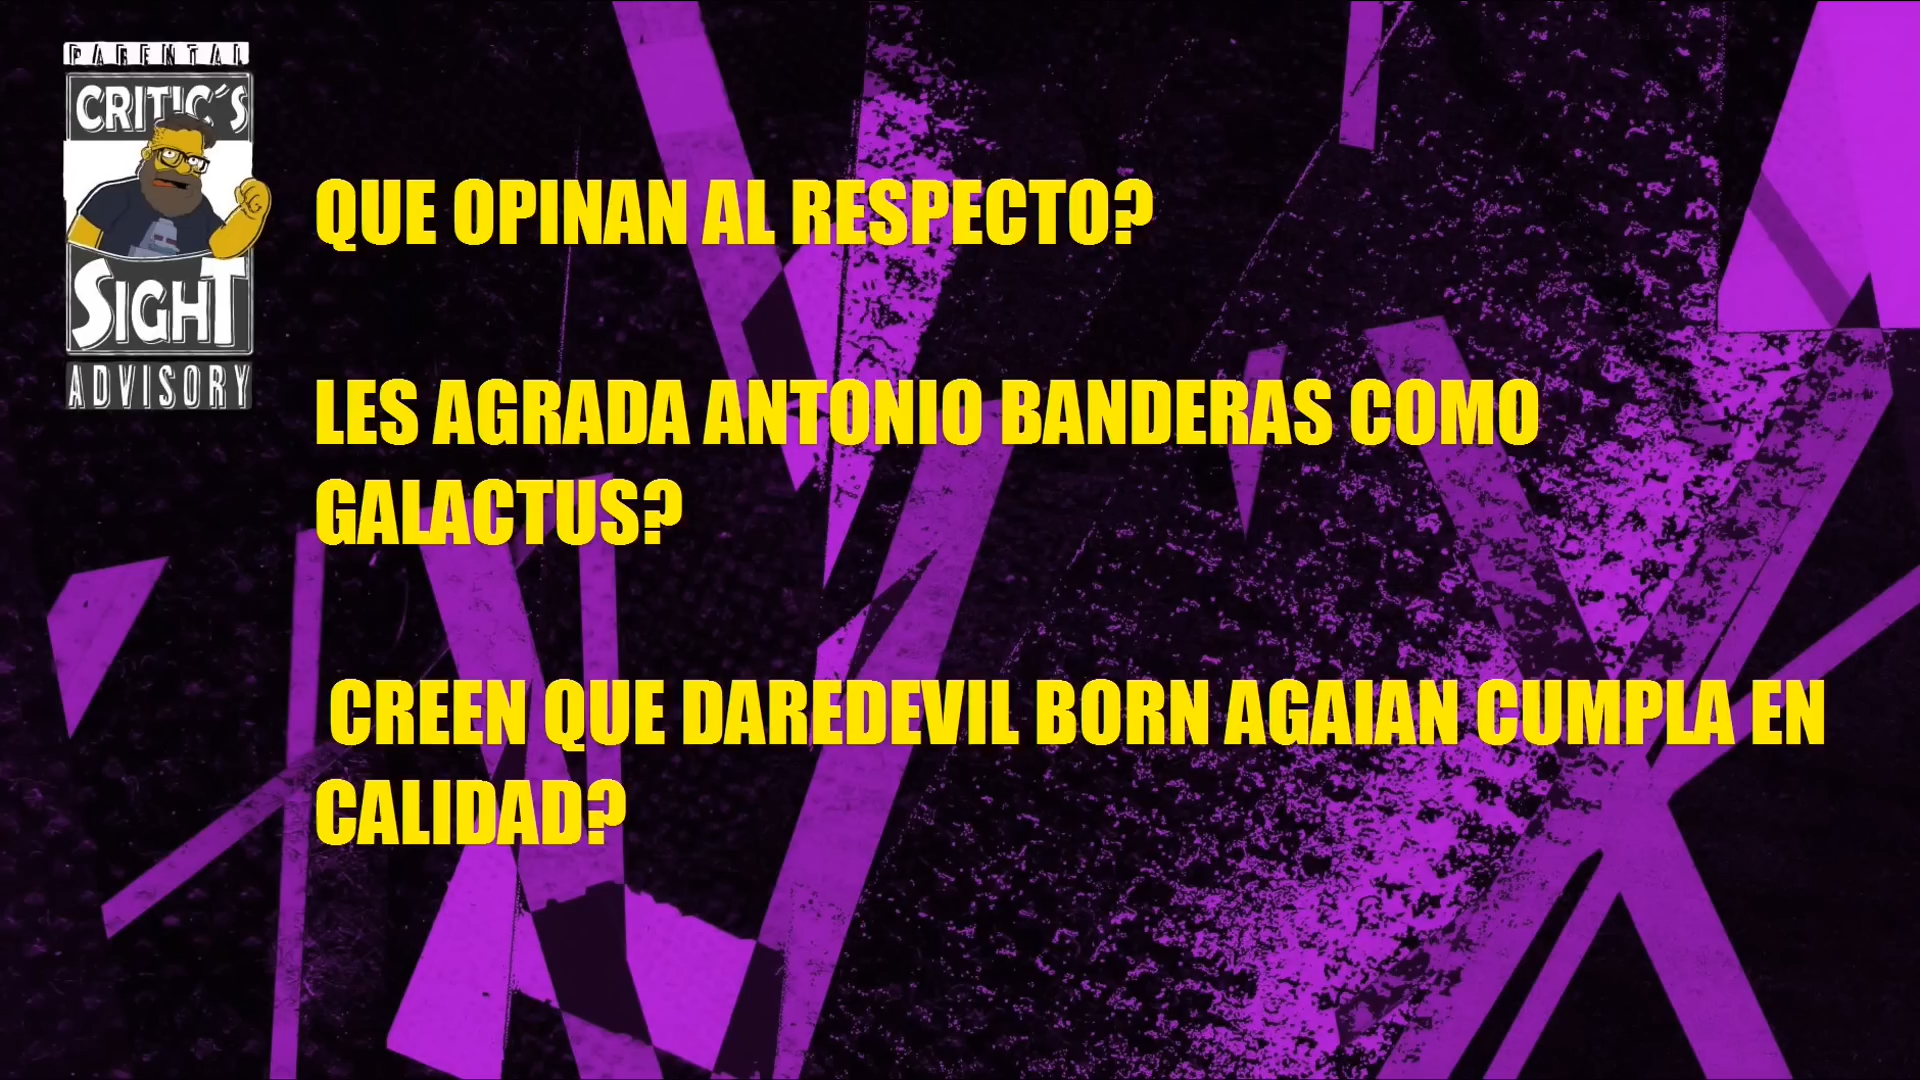 PARENTAL
CRITIC´S
SIGHT
ADVISORY
QUE OPINAN AL RESPECTO?
LES AGRADA ANTONIO BANDERAS COMO
GALACTUS?
CREEN QUE DAREDEVIL BORN AGAIAN CUMPLA EN
CALIDAD?